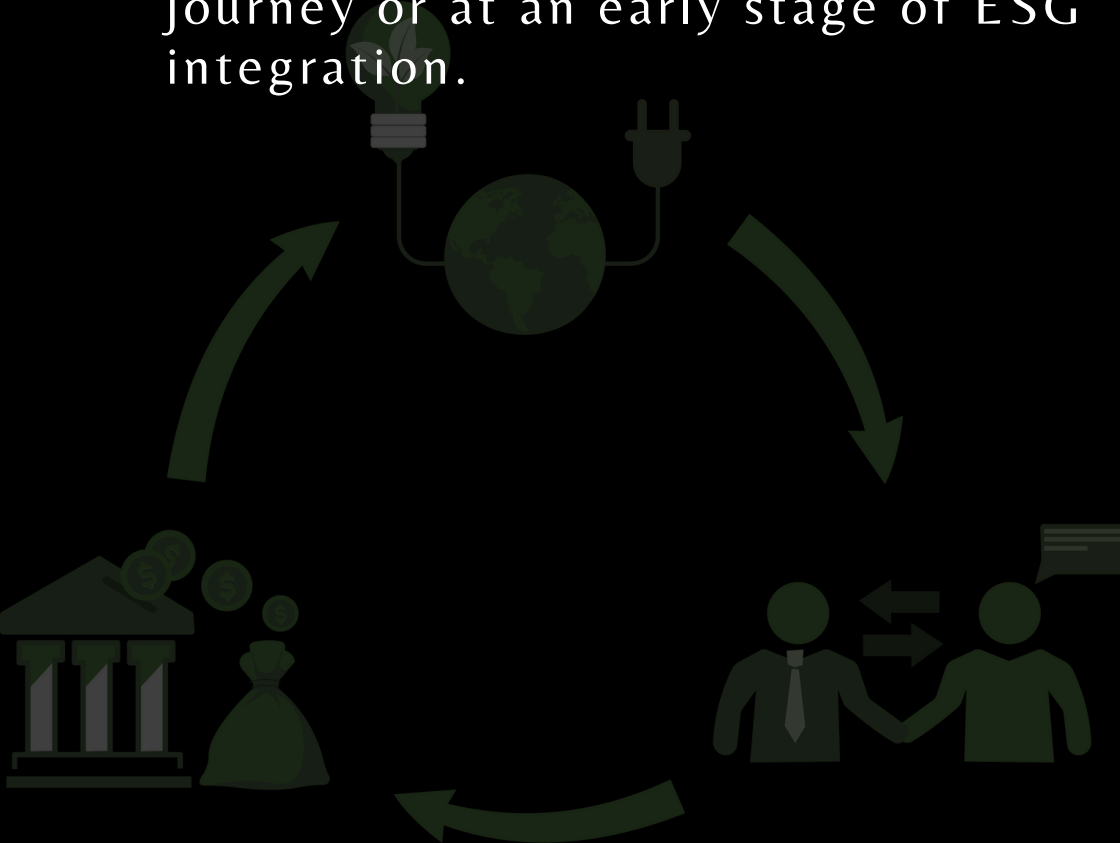 journey or at an early stage of ESG
integration.